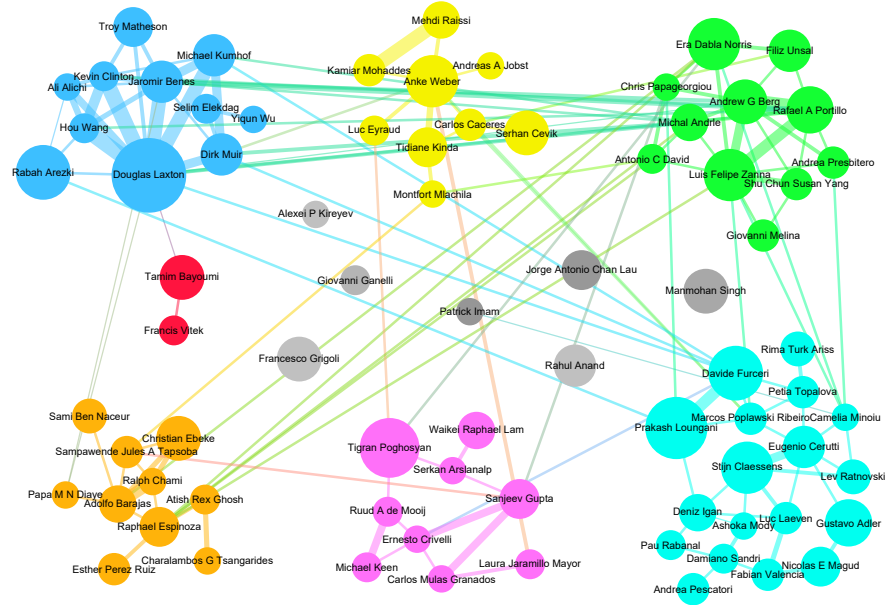 Mehdi Raissi
Troy Matheson
Era Dabla Norris
Filiz Unsal
Michael Kumhof
Kamiar Mohaddes
Andreas A Jobst
Kevin Clinton
Jaromir Benes
Anke Weber
Ali Alichi
Chris Papageorgiou
Andrew G Berg
Rafael A Portillo
Selim Elekdag
Yiqun Wu
Hou Wang
Luc Eyraud
Carlos Caceres
Serhan Cevik
Michal Andrle
Tidiane Kinda
Dirk Muir
Antonio C David
Andrea Presbitero
Rabah Arezki
Douglas Laxton
Luis Felipe Zanna
Shu Chun Susan Yang
Montfort Mlachila
Alexei P Kireyev
Giovanni Melina
Tamim Bayoumi
Giovanni Ganelli
Jorge Antonio Chan Lau
Manmohan Singh
Patrick Imam
Francis Vitek
Francesco Grigoli
Rahul Anand
Rima Turk Ariss
Davide Furceri
Petia Topalova
Sami Ben Naceur
Marcos Poplawski Ribeiro
Camelia Minoiu
Prakash Loungani
Waikei Raphael Lam
Christian Ebeke
Sampawende Jules A Tapsoba
Tigran Poghosyan
Eugenio Cerutti
Serkan Arslanalp
Stijn Claessens
Lev Ratnovski
Ralph Chami
Papa M N Diaye
Adolfo Barajas
Atish Rex Ghosh
Sanjeev Gupta
Ruud A de Mooij
Deniz Igan
Luc Laeven
Ashoka Mody
Gustavo Adler
Raphael Espinoza
Ernesto Crivelli
Pau Rabanal
Damiano Sandri
Charalambos G Tsangarides
Esther Perez Ruiz
Michael Keen
Laura Jaramillo Mayor
Carlos Mulas Granados
Nicolas E Magud
Fabian Valencia
Andrea Pescatori